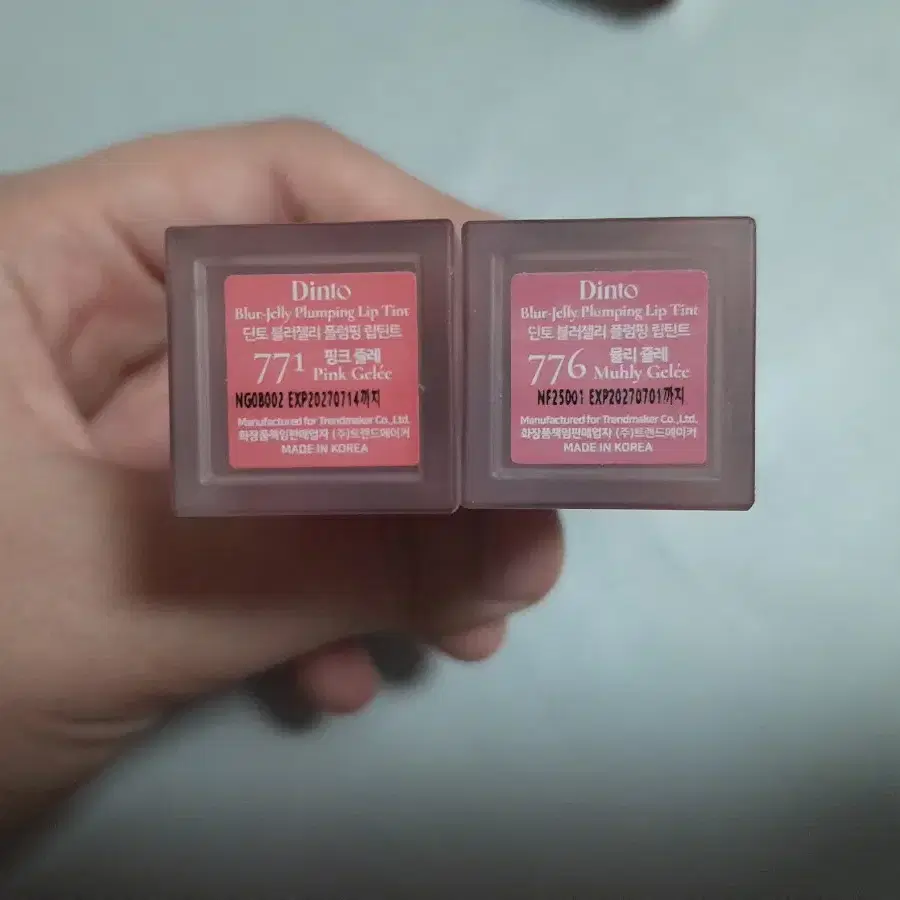 Dinto
Blur-Jelly Plumping Lip Tint
딘토 블러젤리 플럼핑 립틴트
771 핑크 쥴레
Pink Gelée
NG08002 EXP20270714까지
Manufactured for Trendmaker Co., Ltd.
화장품책임판매업자 (주)트렌드메이커
MADE IN KOREA
Dinto
Blur-Jelly Plumping Lip Tint
딘토 블러젤리 플럼핑 립틴트
776 뮬리 쥴레
Muhly Gelée
NF25001 EXP20270701까지
Manufactured for Trendmaker Co., Ltd.
화장품책임판매업자 (주)트렌드메이커
MADE IN KOREA